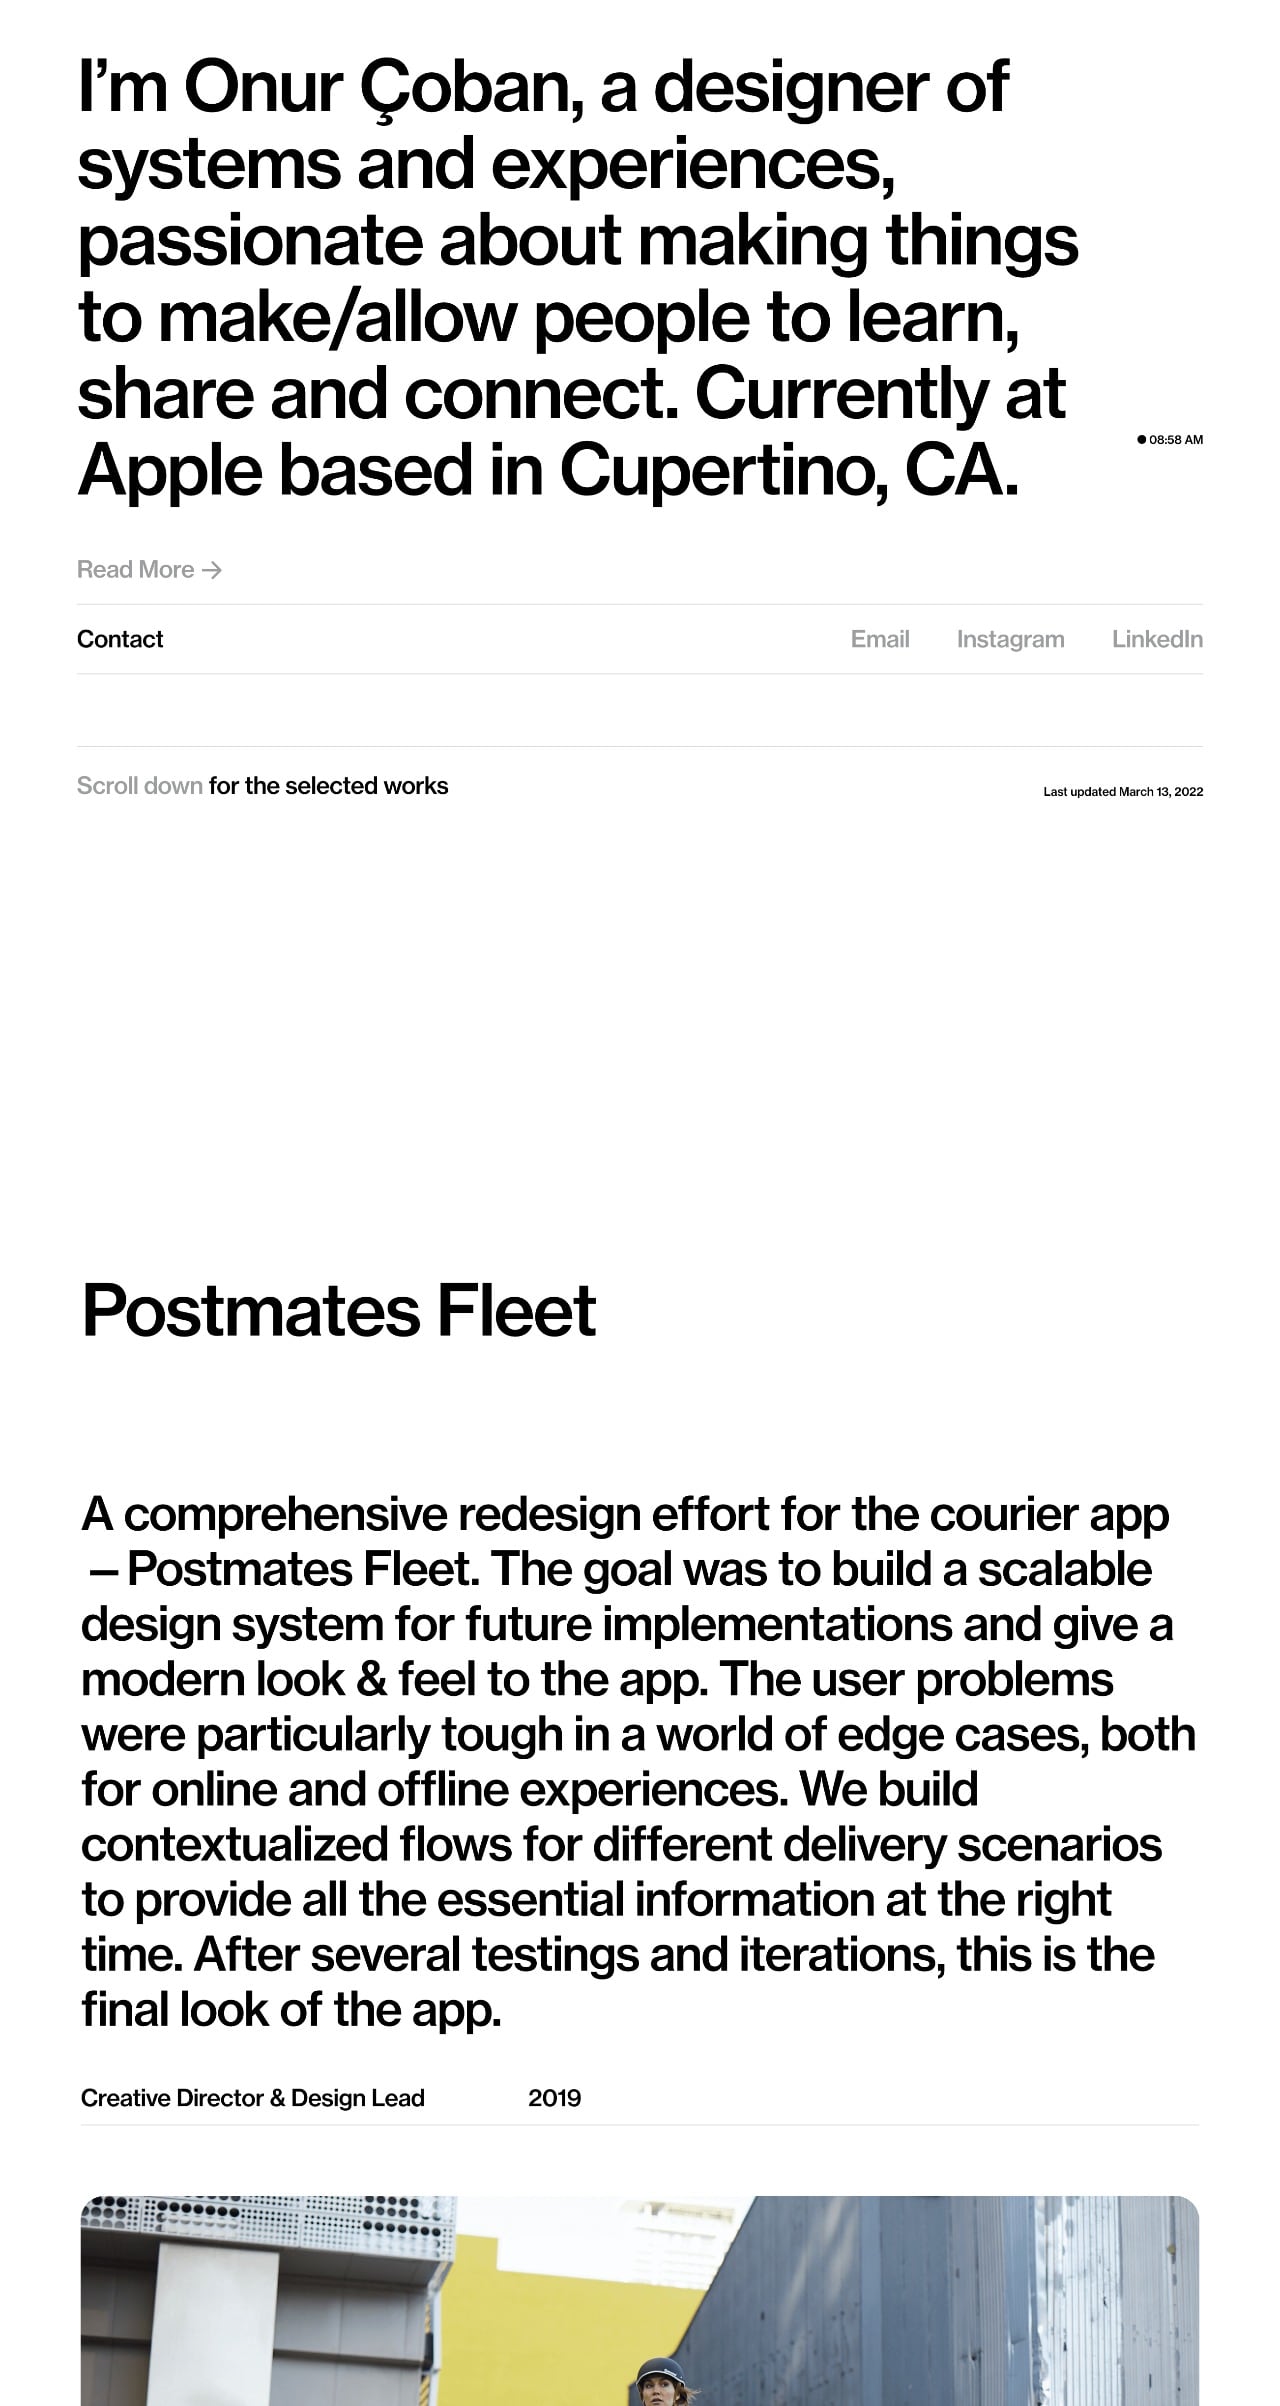 I’m Onur Çoban, a designer of
systems and experiences,
passionate about making things
to make/allow people to learn,
share and connect. Currently at
Apple based in Cupertino, CA.
● 08:58 AM
Read More →
Contact
Email Instagram LinkedIn
Scroll down for the selected works
Last updated March 13, 2022
Postmates Fleet
A comprehensive redesign effort for the courier app
– Postmates Fleet. The goal was to build a scalable
design system for future implementations and give a
modern look & feel to the app. The user problems
were particularly tough in a world of edge cases, both
for online and offline experiences. We build
contextualized flows for different delivery scenarios
to provide all the essential information at the right
time. After several testings and iterations, this is the
final look of the app.
Creative Director & Design Lead 2019